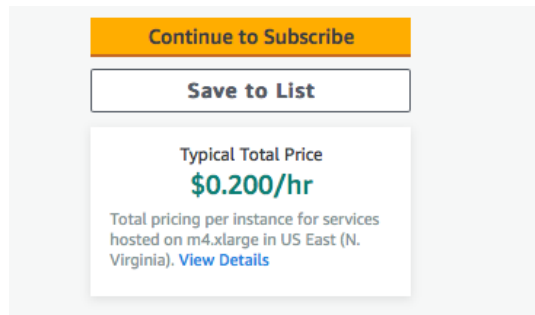 Continue to Subscribe
Save to List
Typical Total Price
$0.200/hr
Total pricing per instance for services
hosted on m4.xlarge in US East (N.
Virginia). View Details